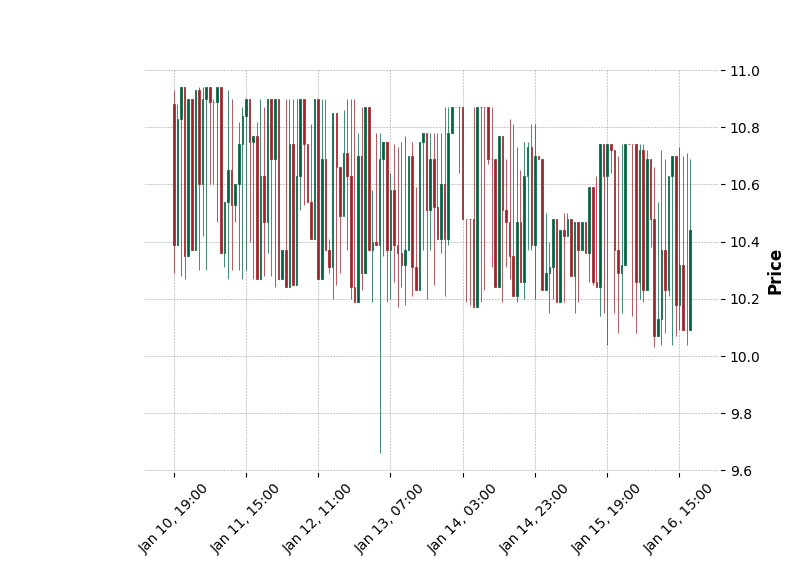 11.0
10.8
10.6
10.4
10.2
10.0
9.8
9.6
Price
Jan 10, 19:00
Jan 11, 15:00
Jan 12, 11:00
Jan 13, 07:00
Jan 14, 03:00
Jan 14, 23:00
Jan 15, 19:00
Jan 16, 15:00